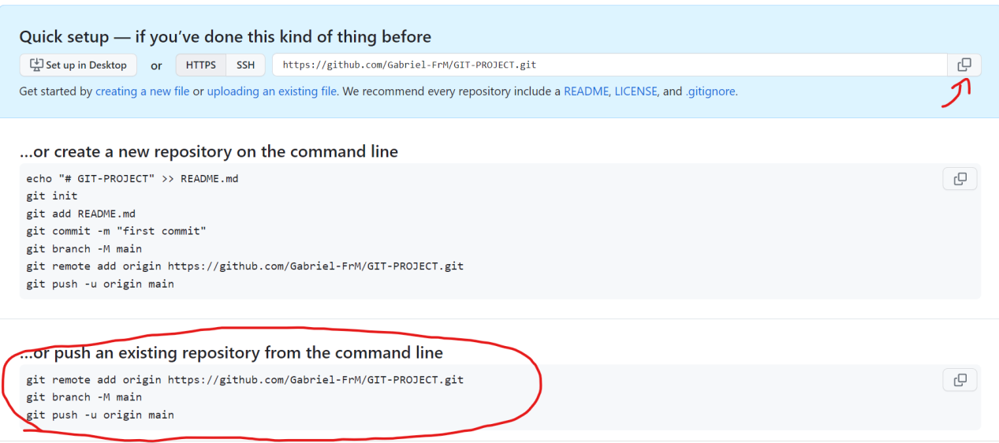 Quick setup — if you've done this kind of thing before
Set up in Desktop or HTTPS SSH https://github.com/Gabriel-FrM/GIT-PROJECT.git
Get started by creating a new file or uploading an existing file. We recommend every repository include a README, LICENSE, and .gitignore.
...or create a new repository on the command line
echo "# GIT-PROJECT" >> README.md
git init
git add README.md
git commit -m "first commit"
git branch -M main
git remote add origin https://github.com/Gabriel-FrM/GIT-PROJECT.git
git push -u origin main
...or push an existing repository from the command line
git remote add origin https://github.com/Gabriel-FrM/GIT-PROJECT.git
git branch -M main
git push -u origin main